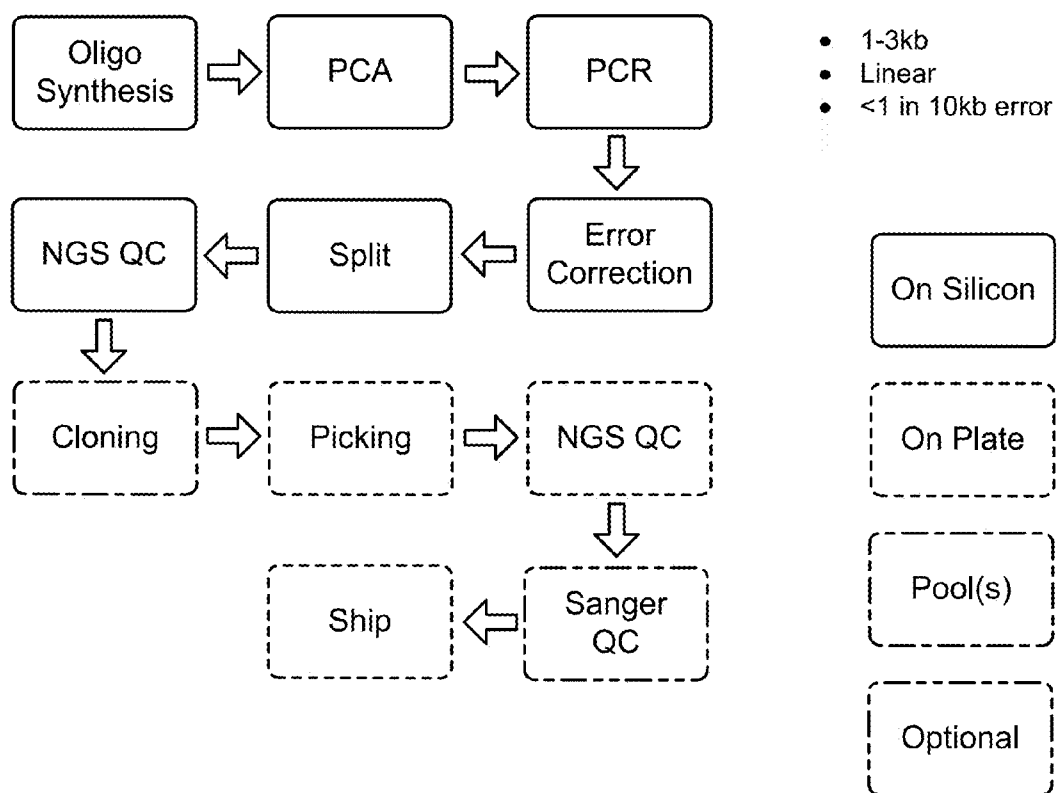 Oligo
Synthesis
PCA
PCR
• 1-3kb
• Linear
• <1 in 10kb error
NGS QC
Split
Error
Correction
On Silicon
Cloning
Picking
NGS QC
On Plate
Ship
Sanger
QC
Pool(s)
Optional